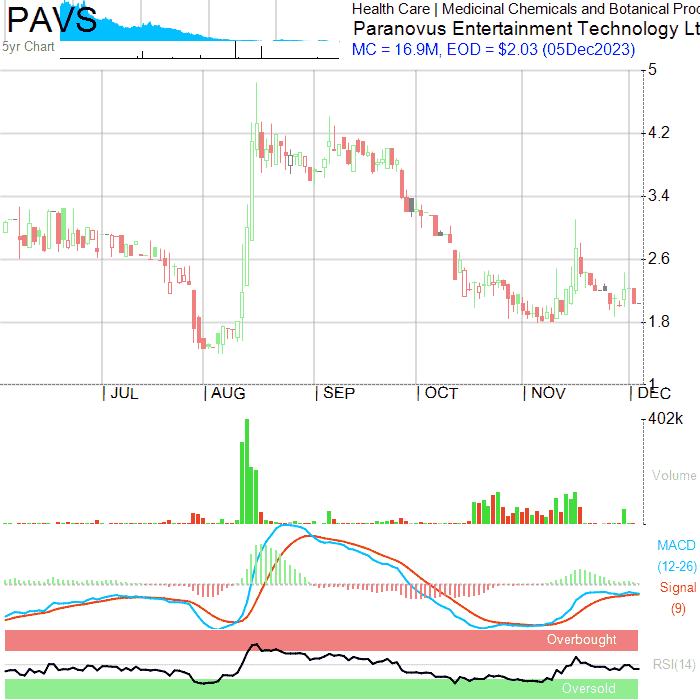 PAVS
5yr Chart
Health Care | Medicinal Chemicals and Botanical Prod
Paranovus Entertainment Technology Lt
MC = 16.9M, EOD = $2.03 (05Dec2023)
5
4.2
3.4
2.6
1.8
1
| JUL | AUG | SEP | OCT | NOV | DEC
402k
Volume
MACD
(12-26)
Signal
(9)
Overbought
RSI(14)
Oversold